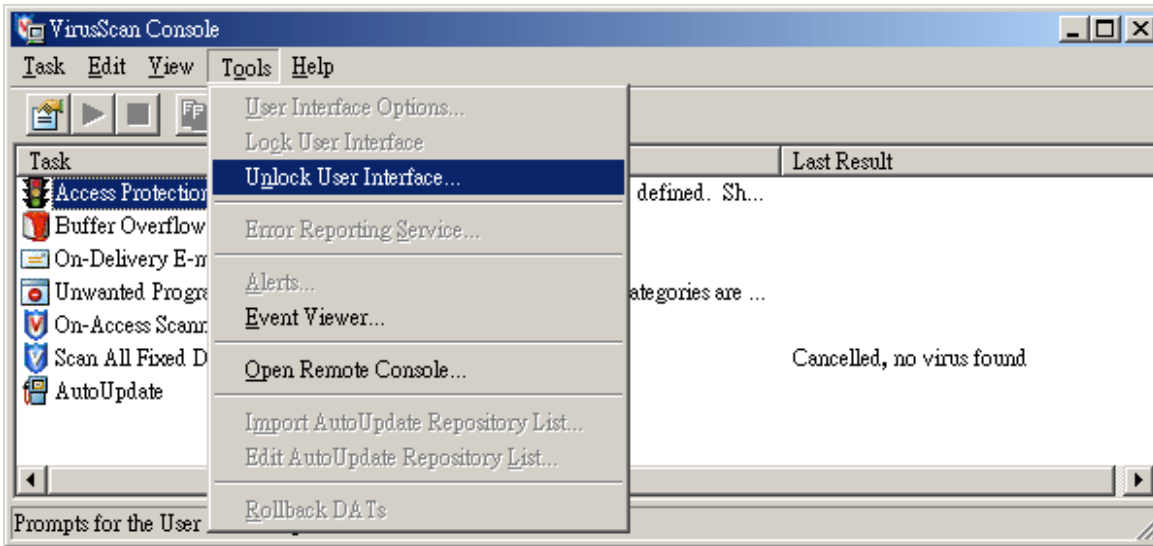 VirusScan Console
Task Edit View Tools Help
User Interface Options...
Lock User Interface
Unlock User Interface...
Error Reporting Service...
Alerts...
Event Viewer...
Open Remote Console...
Import AutoUpdate Repository List...
Edit AutoUpdate Repository List...
Rollback DATs
Task Last Result
Access Protection defined. Sh...
Buffer Overflow
On-Delivery
Unwanted ategories are ...
On-Access
Scan All Fixed Cancelled, no virus found
AutoUpdate
Prompts for the User